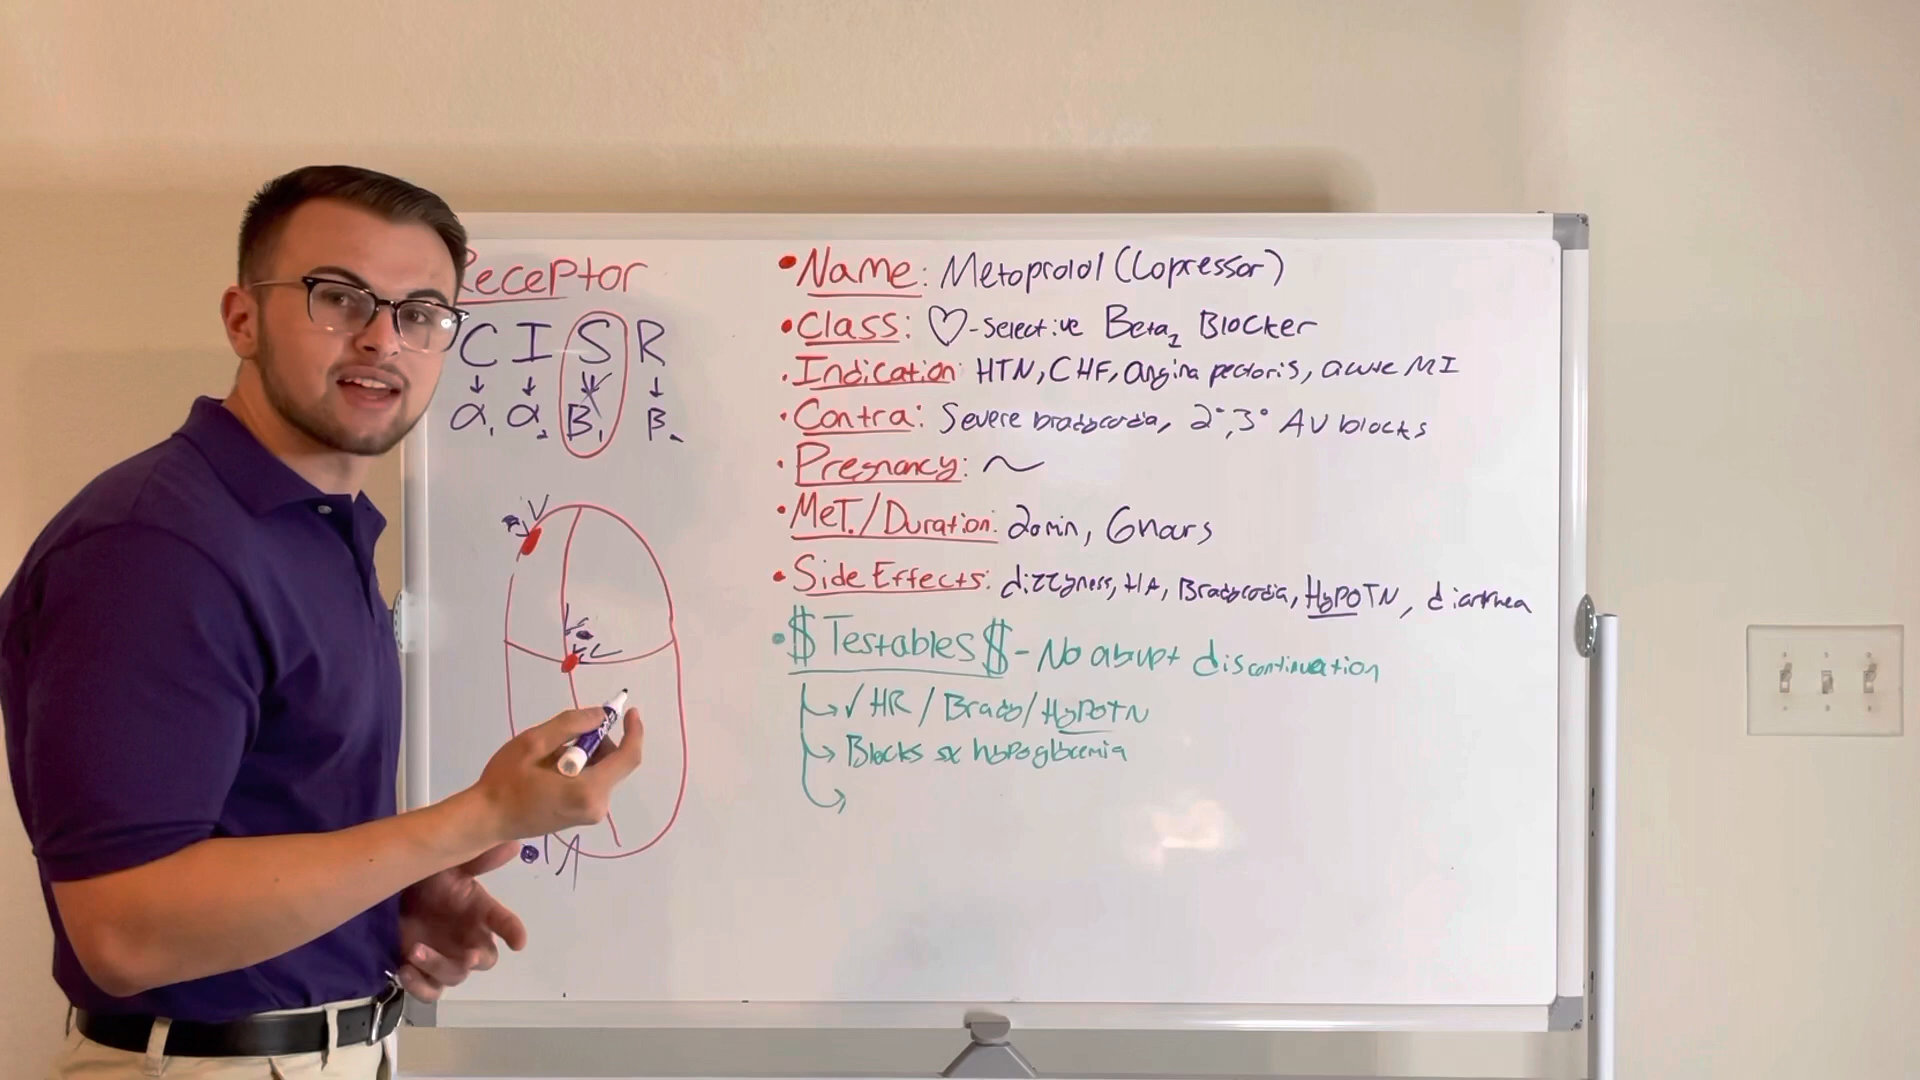 Receptor
C I S R
α₁ α₂ B₁ β₂
V
A
•Name: Metoprolol (Lopressor)
•Class: ♡-Selective Beta₁ Blocker
•Indication: HTN, CHF, Angina pectoris, acute MI
•Contra: Severe bradycardia, 2°,3° AV blocks
•Pregnancy: ~
•MeT./Duration: 20min, 6hours
•Side Effects: dizzyness, HA, Bradycardia, HypoTN, diarrhea
•$Testables$ - No abrupt discontinuation
↳ ✓HR / Brady / HypoTN
↳ Blocks sx hypoglycemia